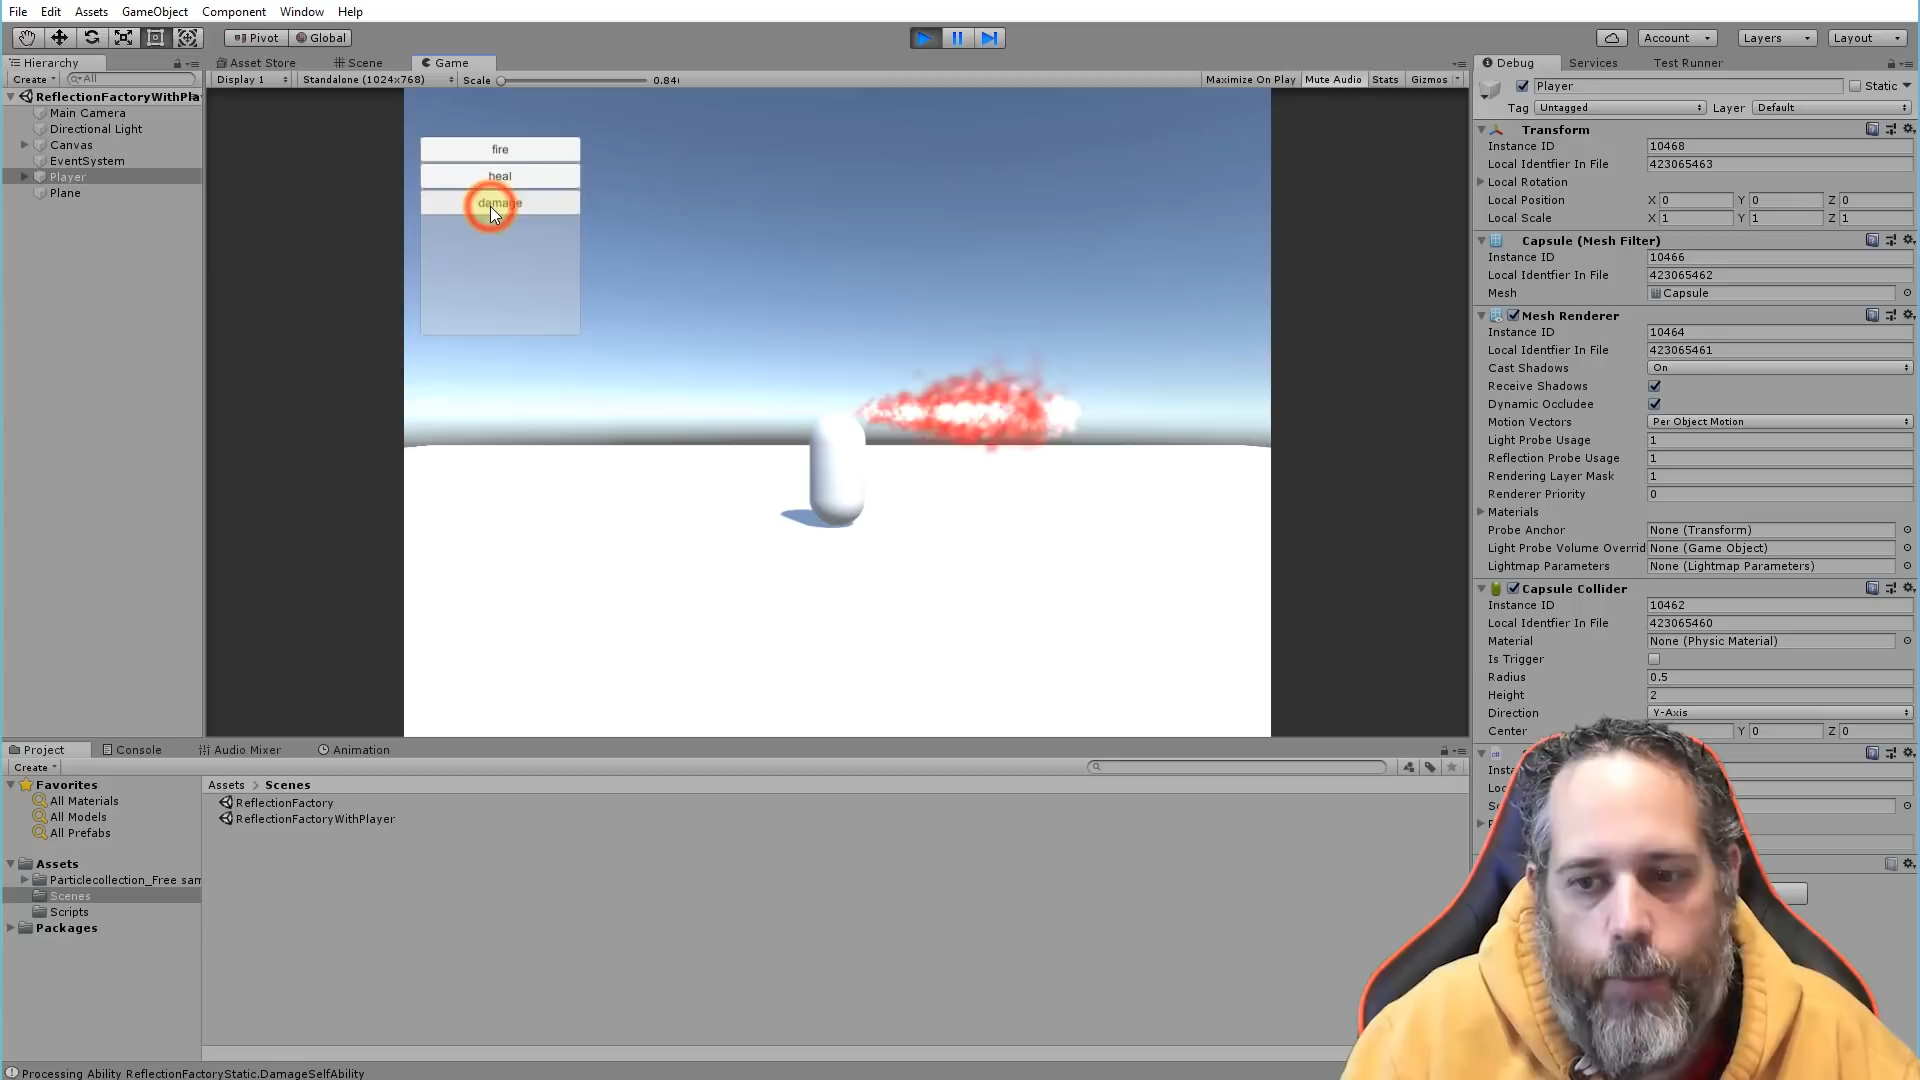 File Edit Assets GameObject Component Window Help
Pivot Global Account Layers Layout
Hierarchy Asset Store Scene Game Debug Services Test Runner
Create All Display 1 Standalone (1024x768) Scale 0.84 Maximize On Play Mute Audio Stats Gizmos
ReflectionFactoryWithPla
Main Camera
Directional Light
Canvas
EventSystem
Player
Plane
fire
heal
damage
Player Static
Tag Untagged Layer Default
Transform
Instance ID 10468
Local Identfier In File 423065463
Local Rotation
Local Position X 0 Y 0 Z 0
Local Scale X 1 Y 1 Z 1
Capsule (Mesh Filter)
Instance ID 10466
Local Identfier In File 423065462
Mesh Capsule
Mesh Renderer
Instance ID 10464
Local Identfier In File 423065461
Cast Shadows On
Receive Shadows
Dynamic Occludee
Motion Vectors Per Object Motion
Light Probe Usage 1
Reflection Probe Usage 1
Rendering Layer Mask 1
Renderer Priority 0
Materials
Probe Anchor None (Transform)
Light Probe Volume Overrid None (Game Object)
Lightmap Parameters None (Lightmap Parameters)
Capsule Collider
Instance ID 10462
Local Identfier In File 423065460
Material None (Physic Material)
Is Trigger
Radius 0.5
Height 2
Direction Y-Axis
Center Y 0 Z 0
Insta
Loc
Project Console Audio Mixer Animation
Create
Favorites
All Materials
All Models
All Prefabs
Assets
Particlecollection_Free sam
Scenes
Scripts
Packages
Assets > Scenes
ReflectionFactory
ReflectionFactoryWithPlayer
Processing Ability ReflectionFactoryStatic.DamageSelfAbility